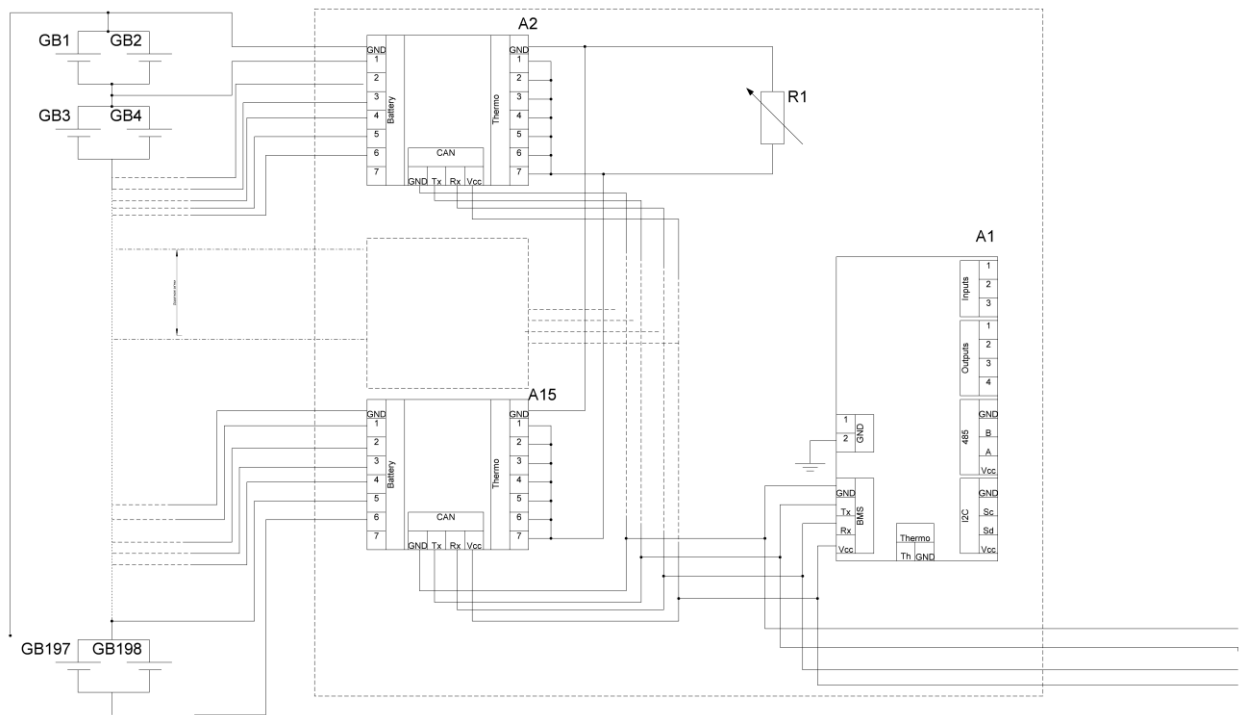 A2
GB1 GB2
GND
1
2
3
4
5
6
7
Battery
CAN
GND Tx Rx Vcc
Thermo
GND
1
2
3
4
5
6
7
R1
GB3 GB4
A15
GND
1
2
3
4
5
6
7
Battery
CAN
GND Tx Rx Vcc
Thermo
GND
1
2
3
4
5
6
7
A1
Inputs
1
2
3
Outputs
1
2
3
4
485
GND
B
A
Vcc
I2C
GND
Sc
Sd
Vcc
1
2
GND
GND
Tx
Rx
Vcc
BMS
Thermo
Th GND
GB197 GB198